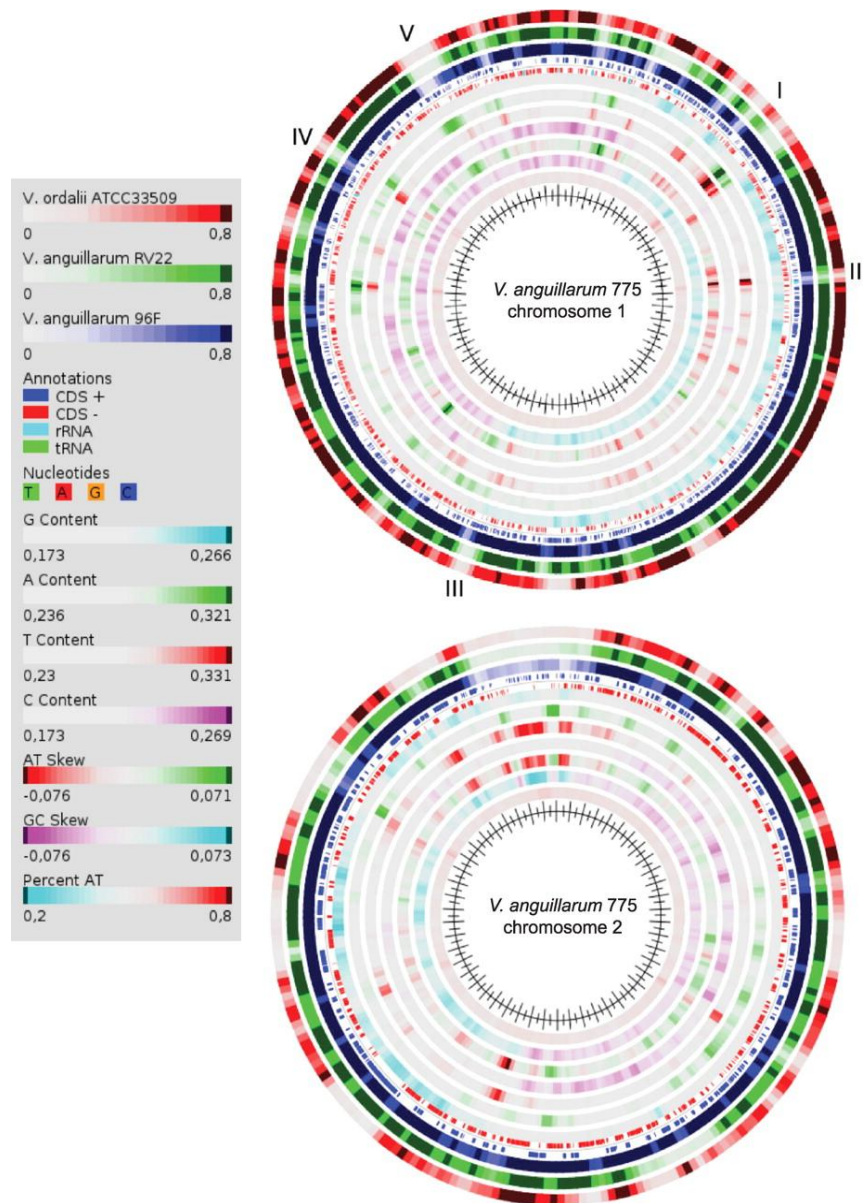 V. ordalii ATCC33509
0 0,8
V. anguillarum RV22
0 0,8
V. anguillarum 96F
0 0,8
Annotations
CDS +
CDS -
rRNA
tRNA
Nucleotides
T A G C
G Content
0,173 0,266
A Content
0,236 0,321
T Content
0,23 0,331
C Content
0,173 0,269
AT Skew
-0,076 0,071
GC Skew
-0,076 0,073
Percent AT
0,2 0,8
V
I
IV
II
III
V. anguillarum 775
chromosome 1
V. anguillarum 775
chromosome 2